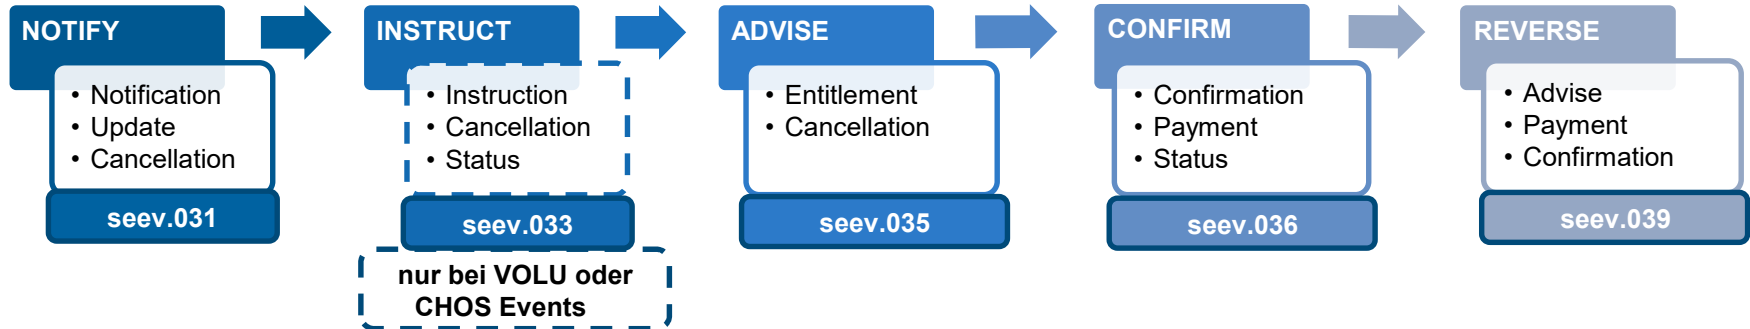 NOTIFY
• Notification
• Update
• Cancellation
seev.031
INSTRUCT
• Instruction
• Cancellation
• Status
seev.033
nur bei VOLU oder
CHOS Events
ADVISE
• Entitlement
• Cancellation
seev.035
CONFIRM
• Confirmation
• Payment
• Status
seev.036
REVERSE
• Advise
• Payment
• Confirmation
seev.039